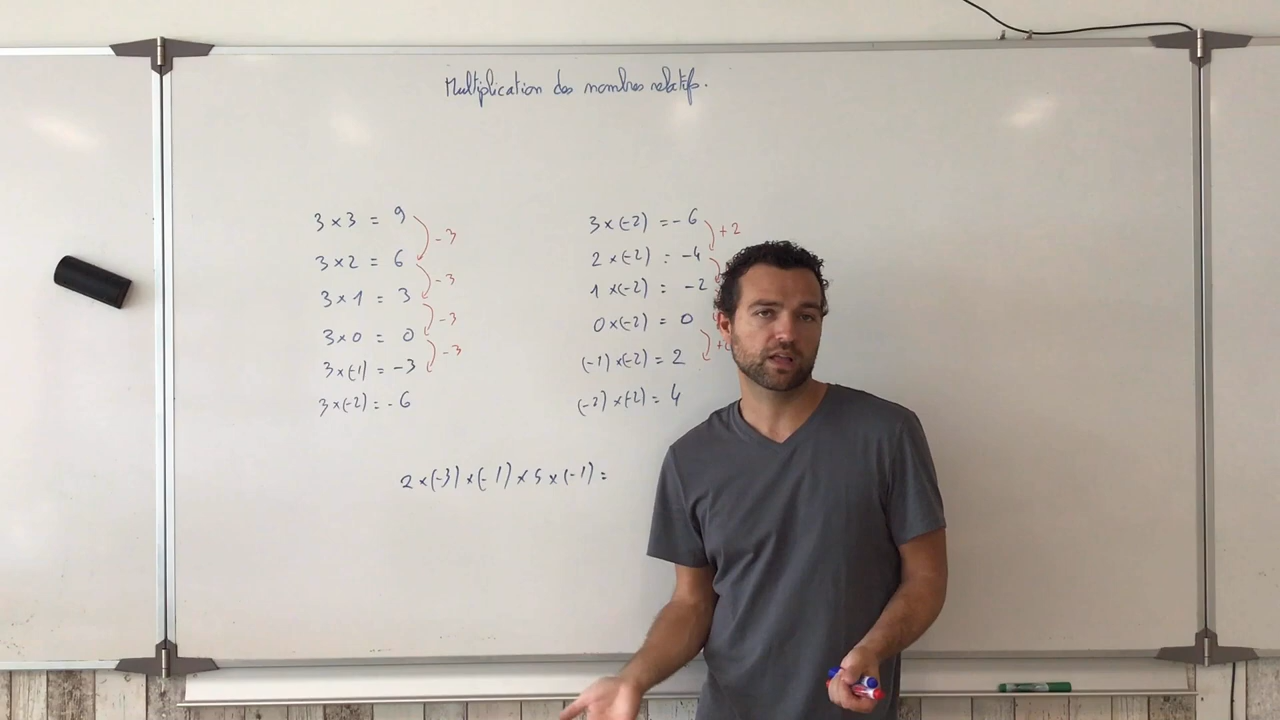 Multiplication des nombres relatifs.
3 × 3 = 9
-3
3 × 2 = 6
-3
3 × 1 = 3
-3
3 × 0 = 0
-3
3 × (-1) = -3
3 × (-2) = -6
3 × (-2) = -6
+2
2 × (-2) = -4
1 × (-2) = -2
0 × (-2) = 0
(-1) × (-2) = 2
(-2) × (-2) = 4
2 × (-3) × (-1) × 5 × (-1) =